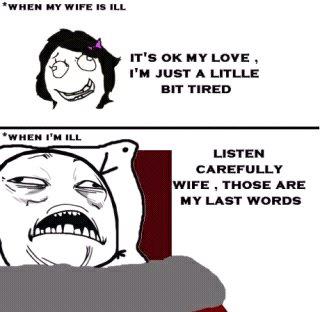 *WHEN MY WIFE IS ILL
IT'S OK MY LOVE ,
I'M JUST A LITLLE
BIT TIRED
*WHEN I'M ILL
LISTEN
CAREFULLY
WIFE , THOSE ARE
MY LAST WORDS